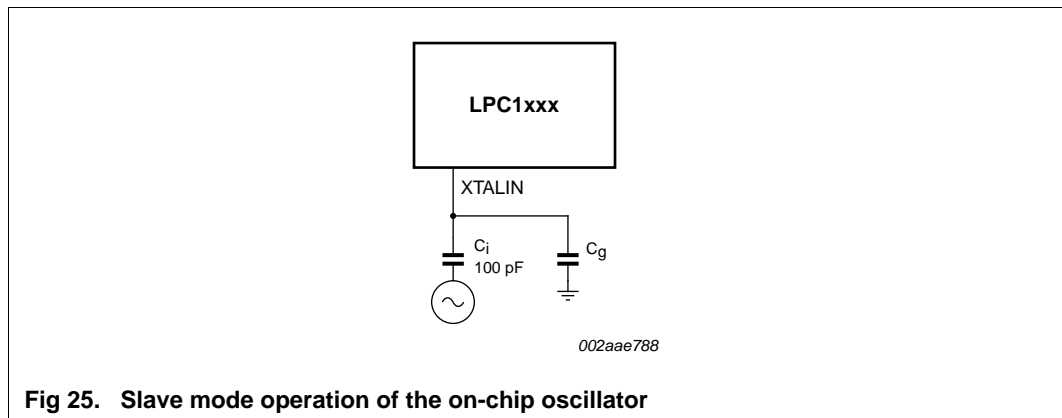 LPC1xxx
XTALIN
Ci
100 pF
Cg
002aae788
Fig 25. Slave mode operation of the on-chip oscillator